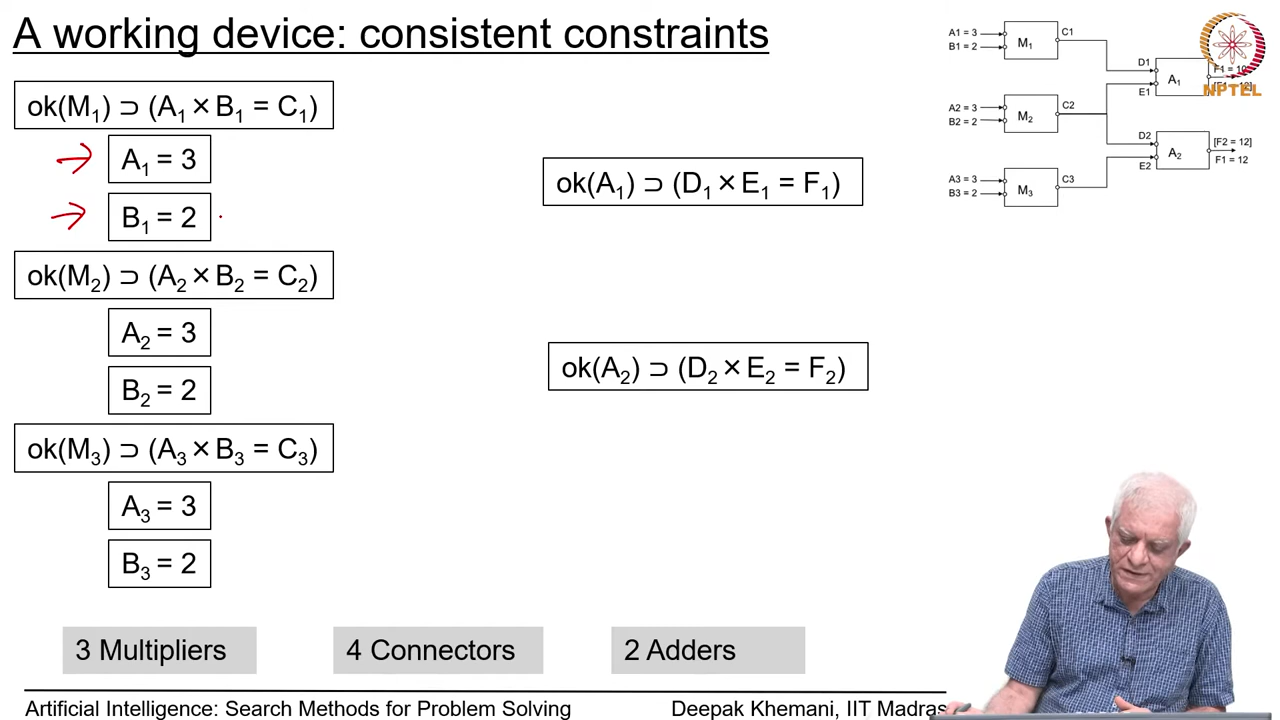 A working device: consistent constraints
ok(M₁) ⊃ (A₁ × B₁ = C₁)
A₁ = 3
B₁ = 2
ok(M₂) ⊃ (A₂ × B₂ = C₂)
A₂ = 3
B₂ = 2
ok(M₃) ⊃ (A₃ × B₃ = C₃)
A₃ = 3
B₃ = 2
ok(A₁) ⊃ (D₁ × E₁ = F₁)
ok(A₂) ⊃ (D₂ × E₂ = F₂)
A1 = 3
B1 = 2
M₁
C1
A2 = 3
B2 = 2
M₂
C2
A3 = 3
B3 = 2
M₃
C3
D1
E1
A₁
F1 = 10
NPTEL
D2
E2
A₂
[F2 = 12]
F1 = 12
3 Multipliers
4 Connectors
2 Adders
Artificial Intelligence: Search Methods for Problem Solving
Deepak Khemani, IIT Madras